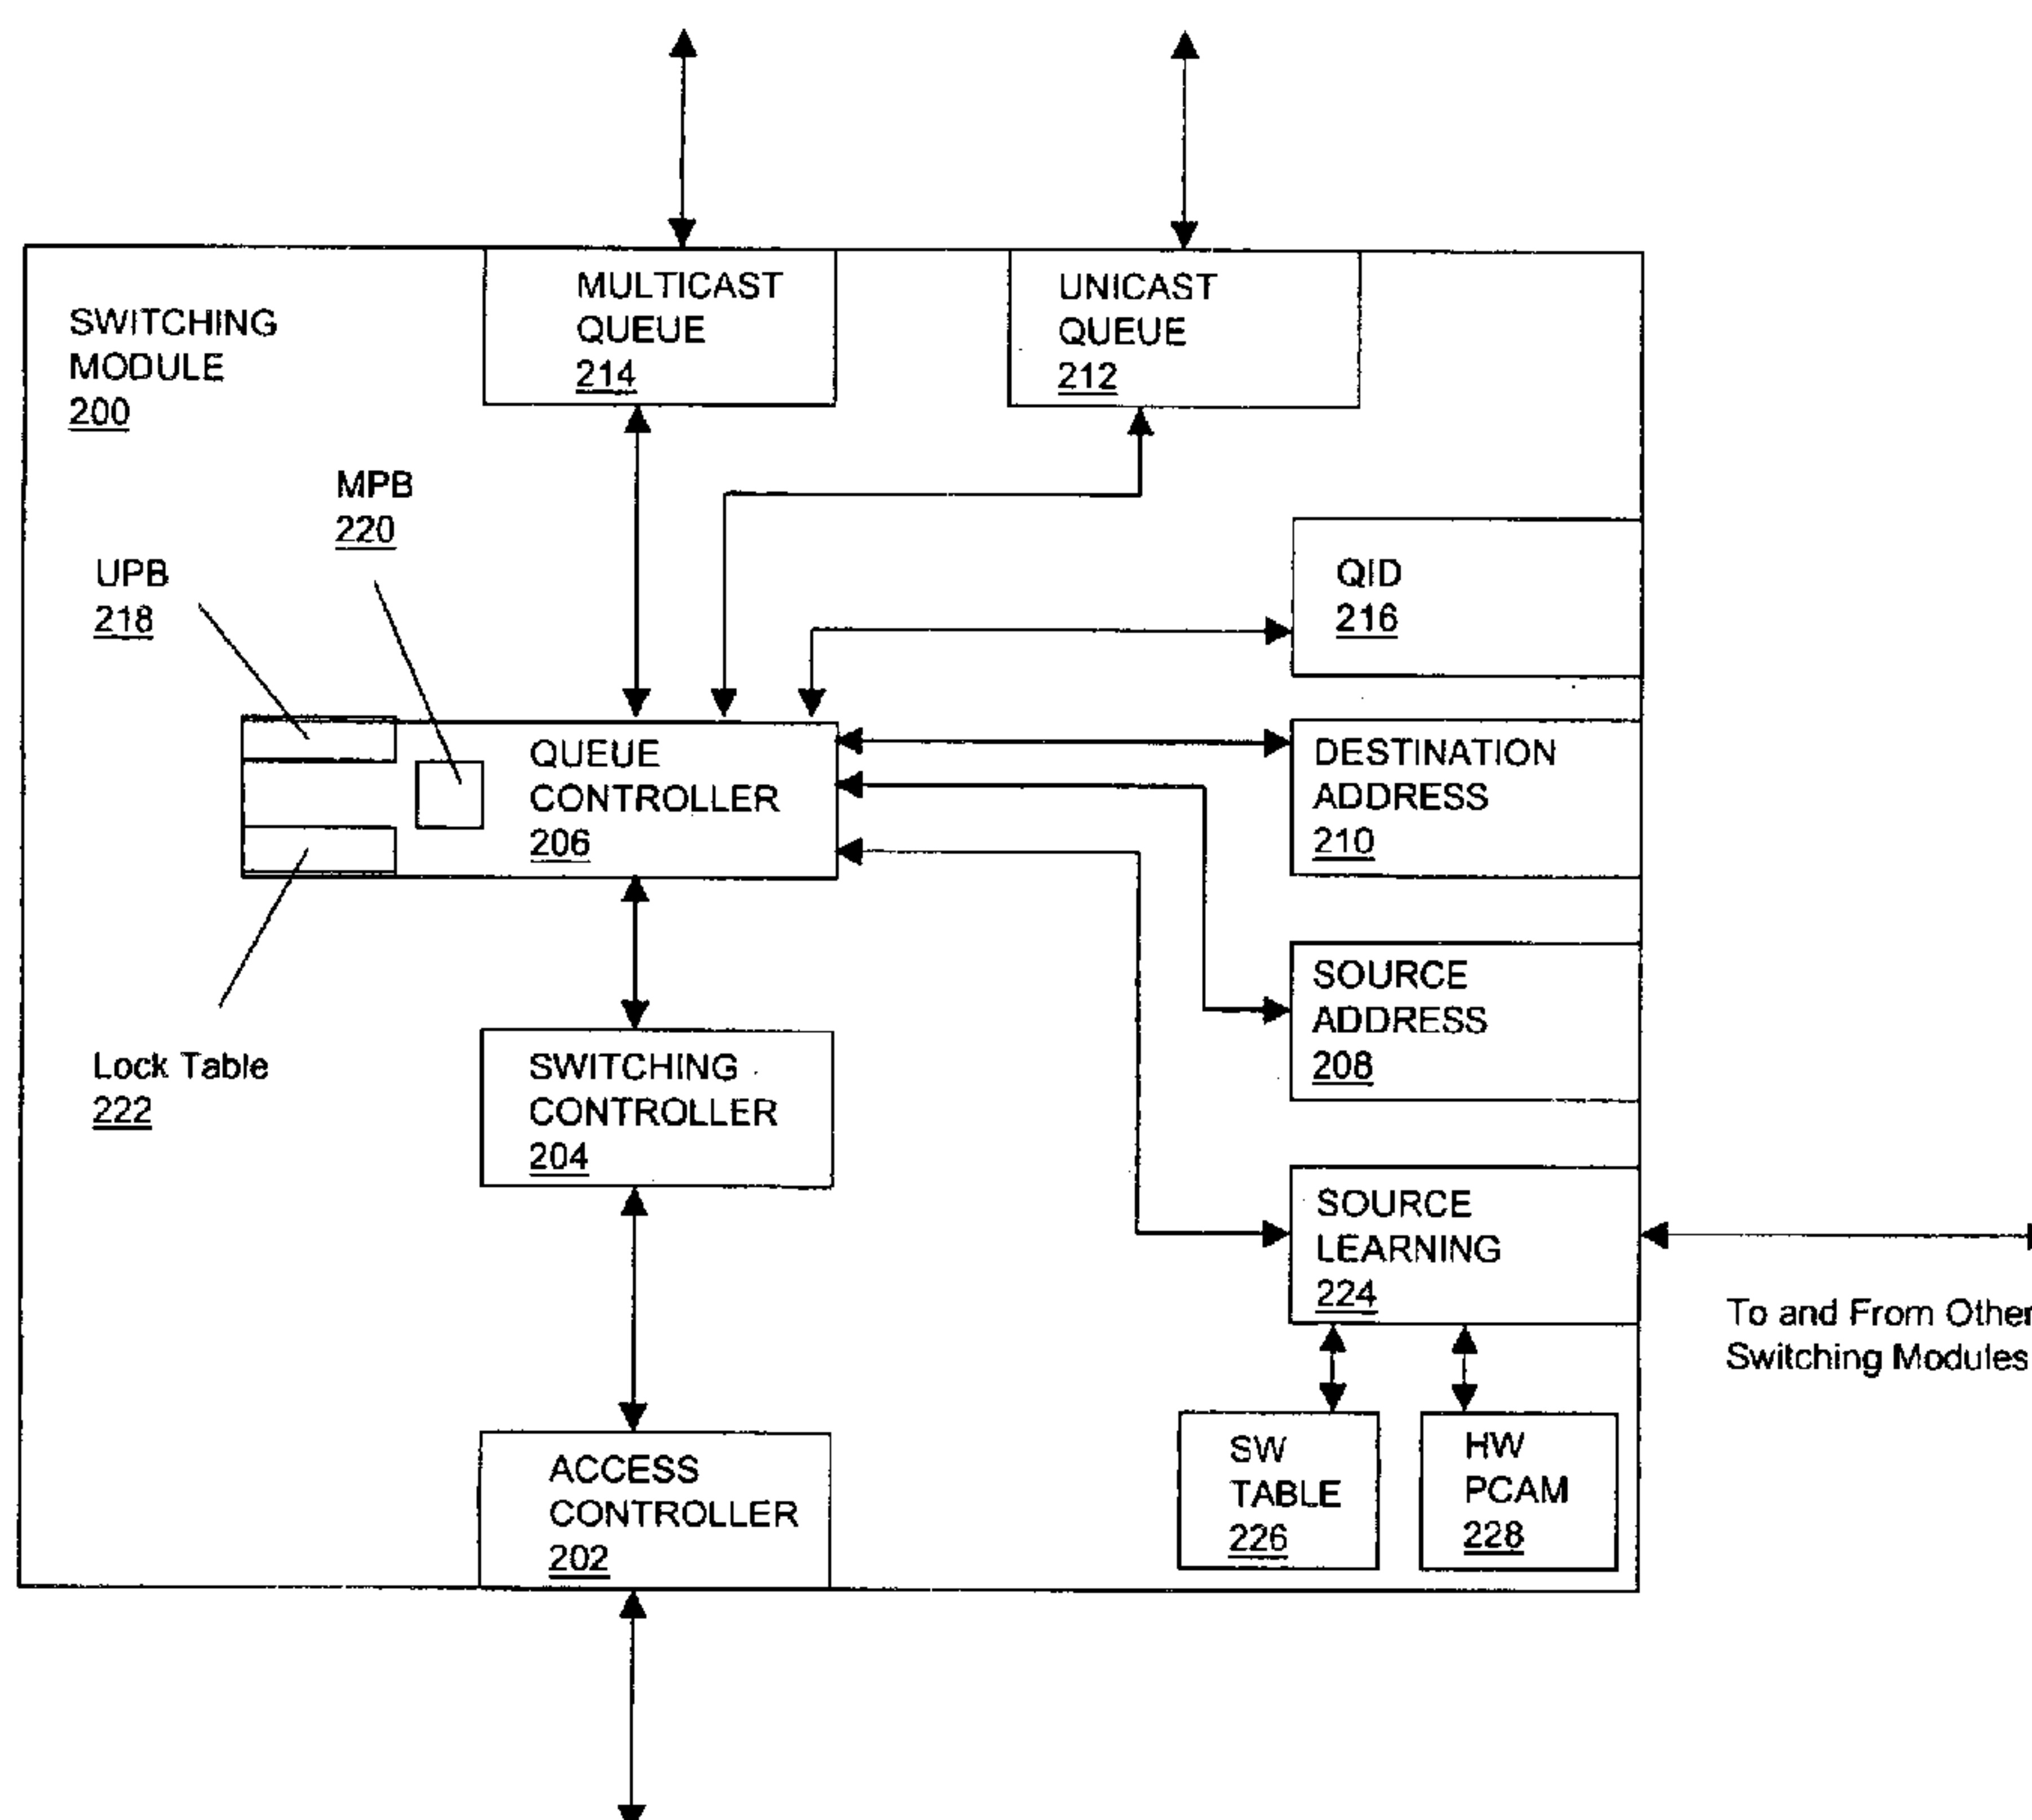 MULTICAST
QUEUE
214
UNICAST
QUEUE
212
SWITCHING
MODULE
200
MPB
220
UPB
218
QID
216
QUEUE
CONTROLLER
206
DESTINATION
ADDRESS
210
SOURCE
ADDRESS
208
Lock Table
222
SWITCHING
CONTROLLER
204
SOURCE
LEARNING
224
To and From Other
Switching Modules
ACCESS
CONTROLLER
202
SW
TABLE
226
HW
PCAM
228